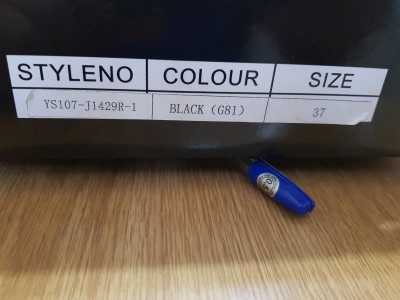 STYLENO COLOUR SIZE
YS107-J1429R-1 BLACK (G81) 37